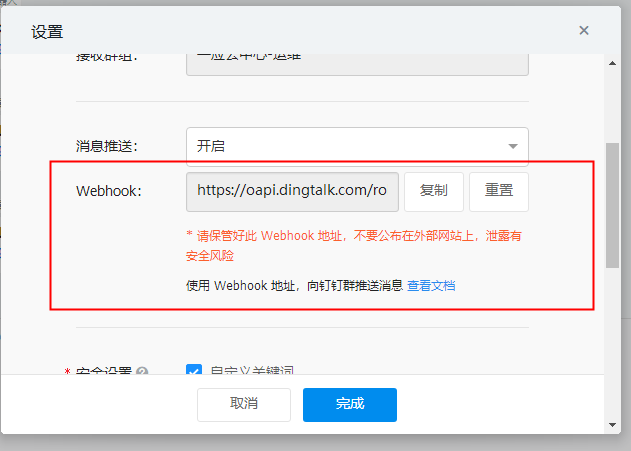 设置
接收群组:
消息推送: 开启
Webhook: https://oapi.dingtalk.com/ro 复制 重置
* 请保管好此 Webhook 地址，不要公布在外部网站上，泄露有
安全风险
使用 Webhook 地址，向钉钉群推送消息 查看文档
* 安全设置 自定义关键词
取消 完成